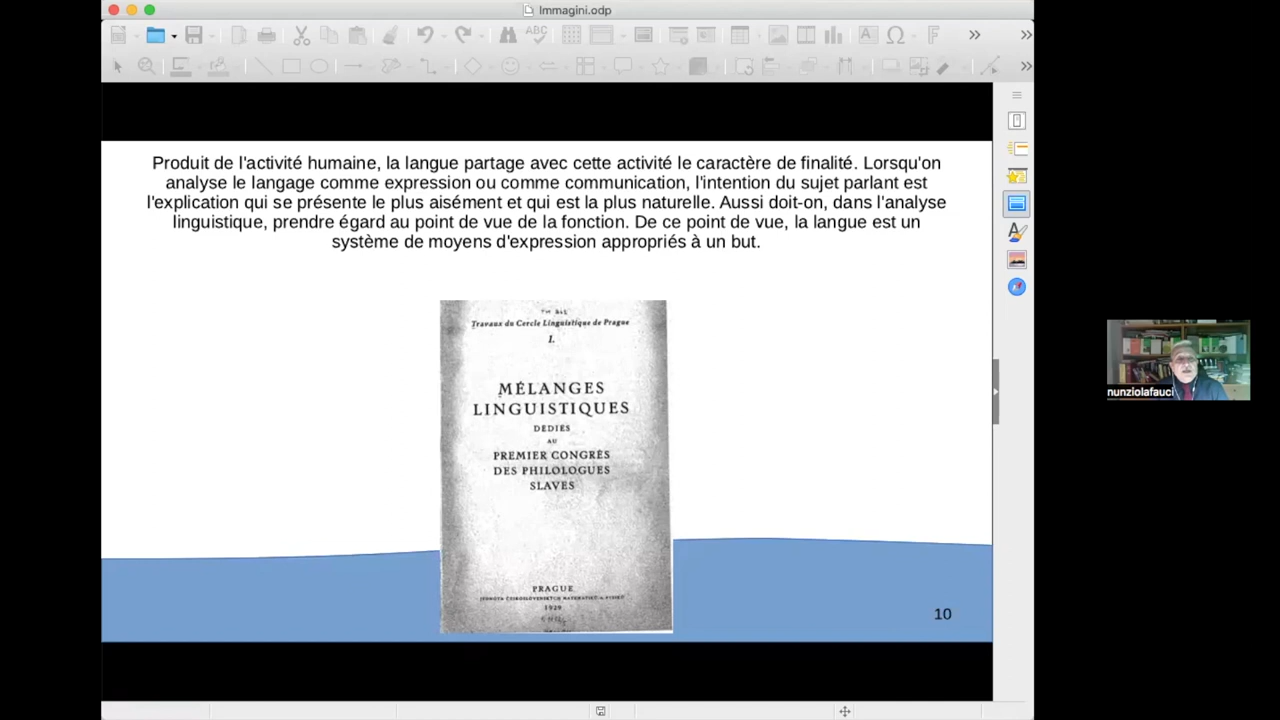 Immagini.odp
ABC
Produit de l'activité humaine, la langue partage avec cette activité le caractère de finalité. Lorsqu'on
analyse le langage comme expression ou comme communication, l'intention du sujet parlant est
l'explication qui se présente le plus aisément et qui est la plus naturelle. Aussi doit-on, dans l'analyse
linguistique, prendre égard au point de vue de la fonction. De ce point de vue, la langue est un
système de moyens d'expression appropriés à un but.
Travaux du Cercle Linguistique de Prague
I.
MÉLANGES
LINGUISTIQUES
DÉDIÉS
AU
PREMIER CONGRÈS
DES PHILOLOGUES
SLAVES
PRAGUE
1929
10
nunziolafauci